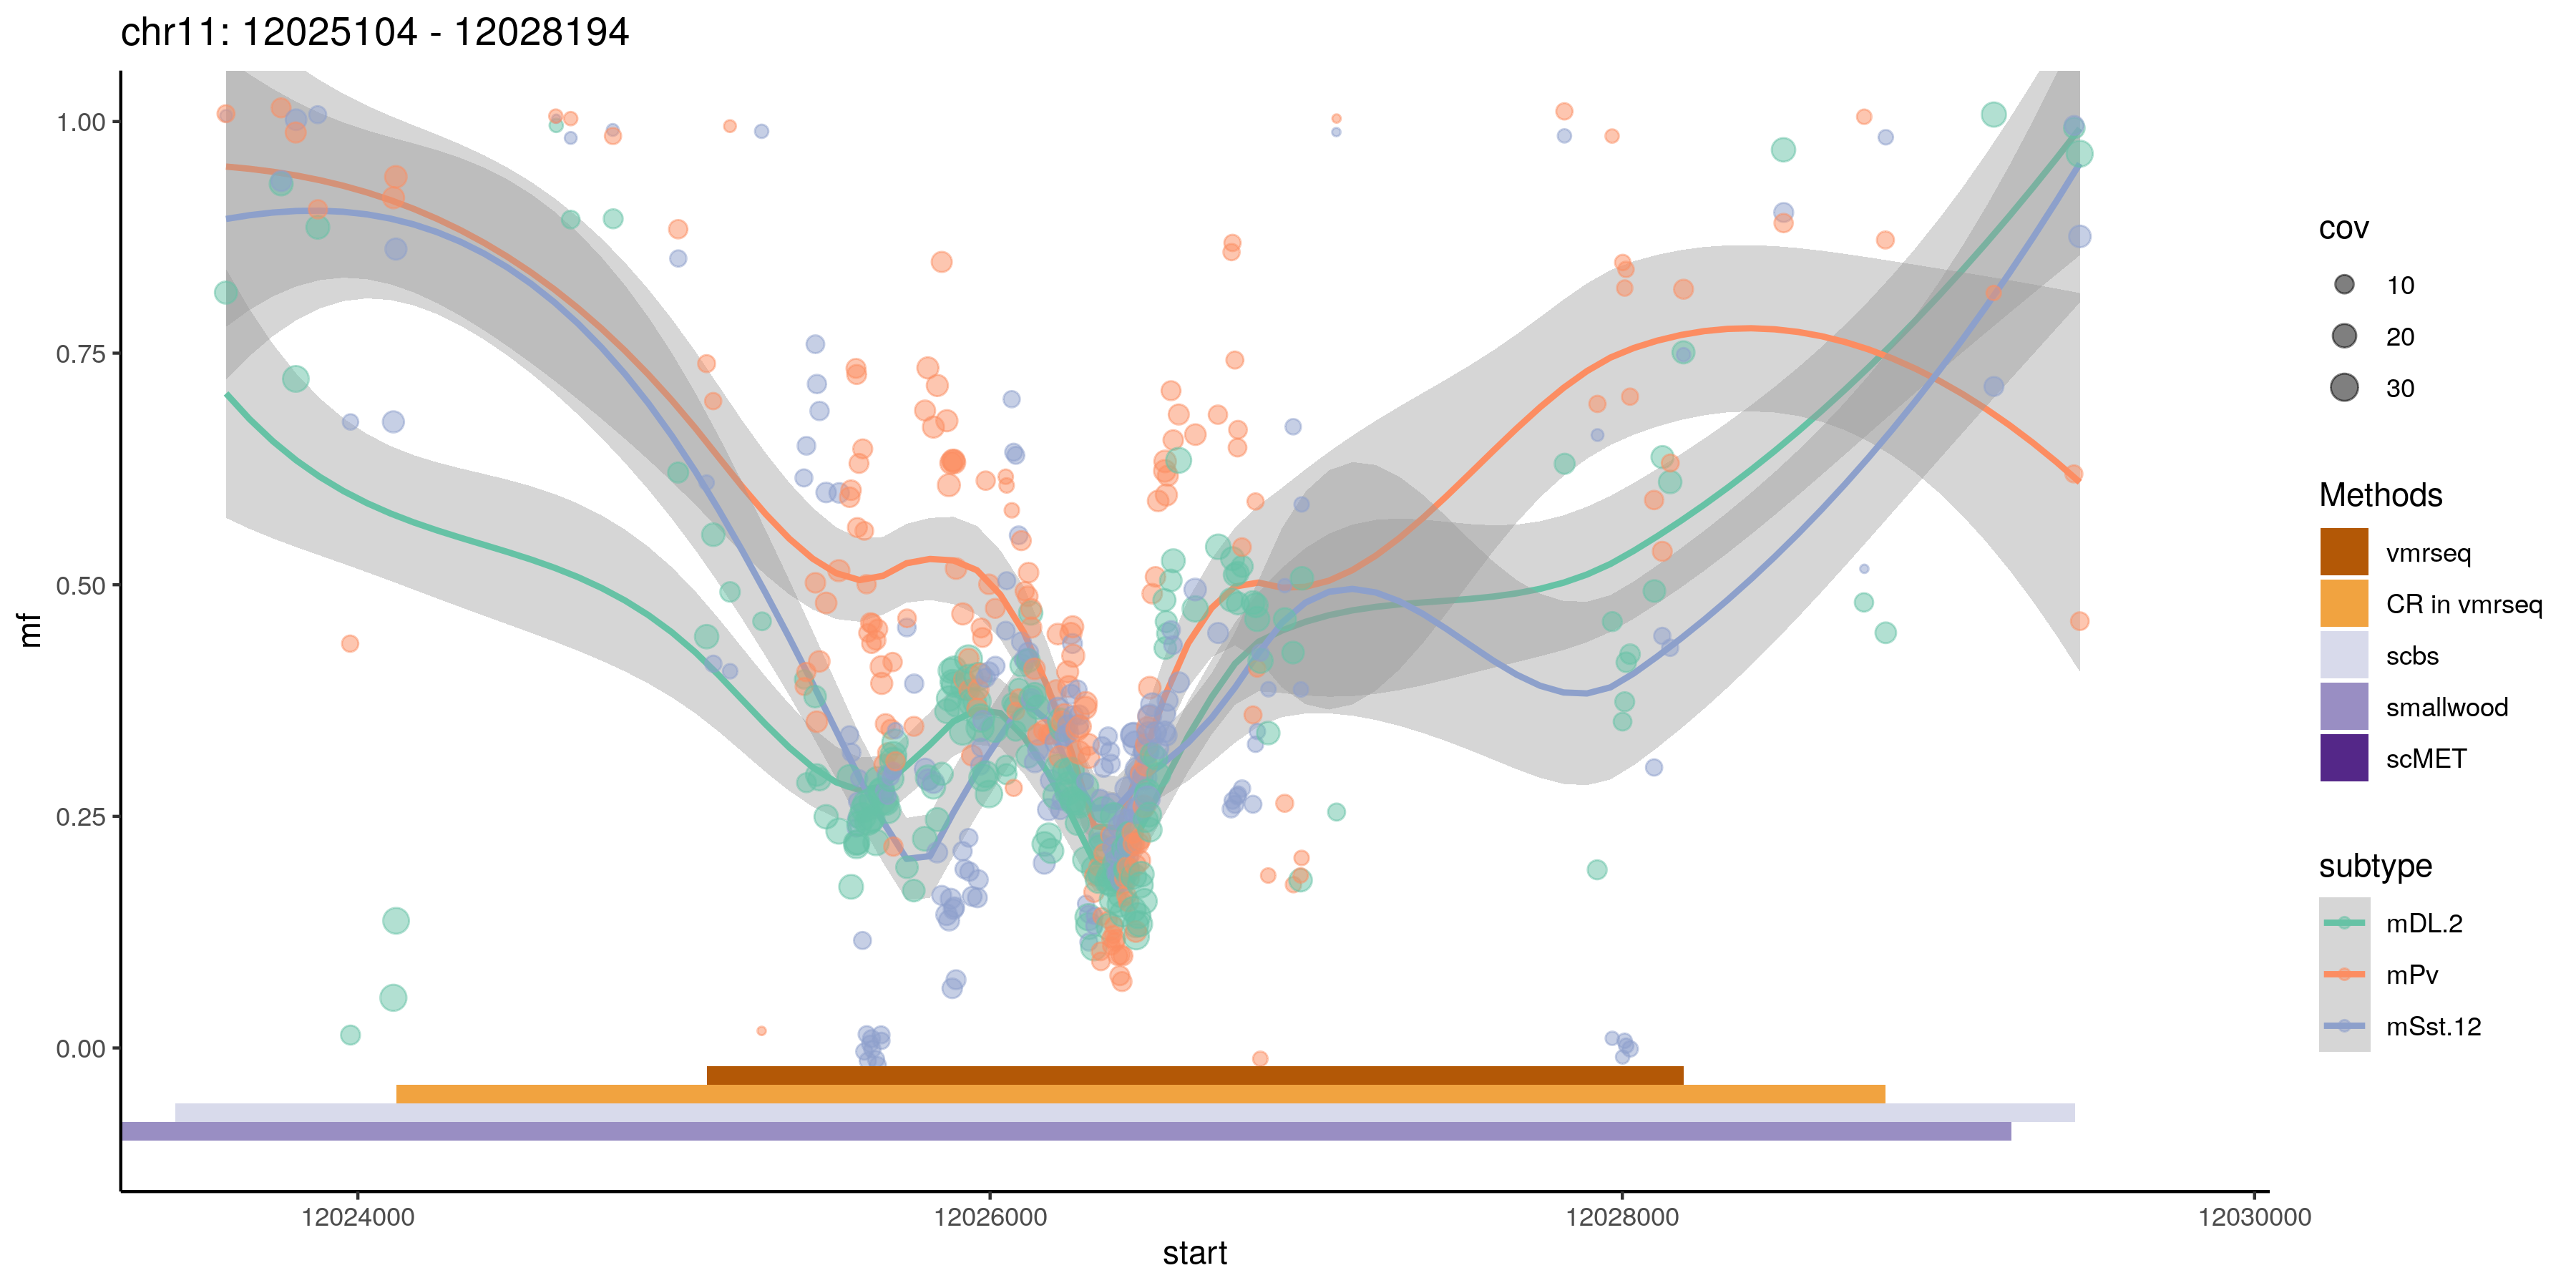 chr11: 12025104 - 12028194
1.00
0.75
0.50
0.25
0.00
mf
12024000
12026000
12028000
12030000
start
cov
10
20
30
Methods
vmrseq
CR in vmrseq
scbs
smallwood
scMET
subtype
mDL.2
mPv
mSst.12